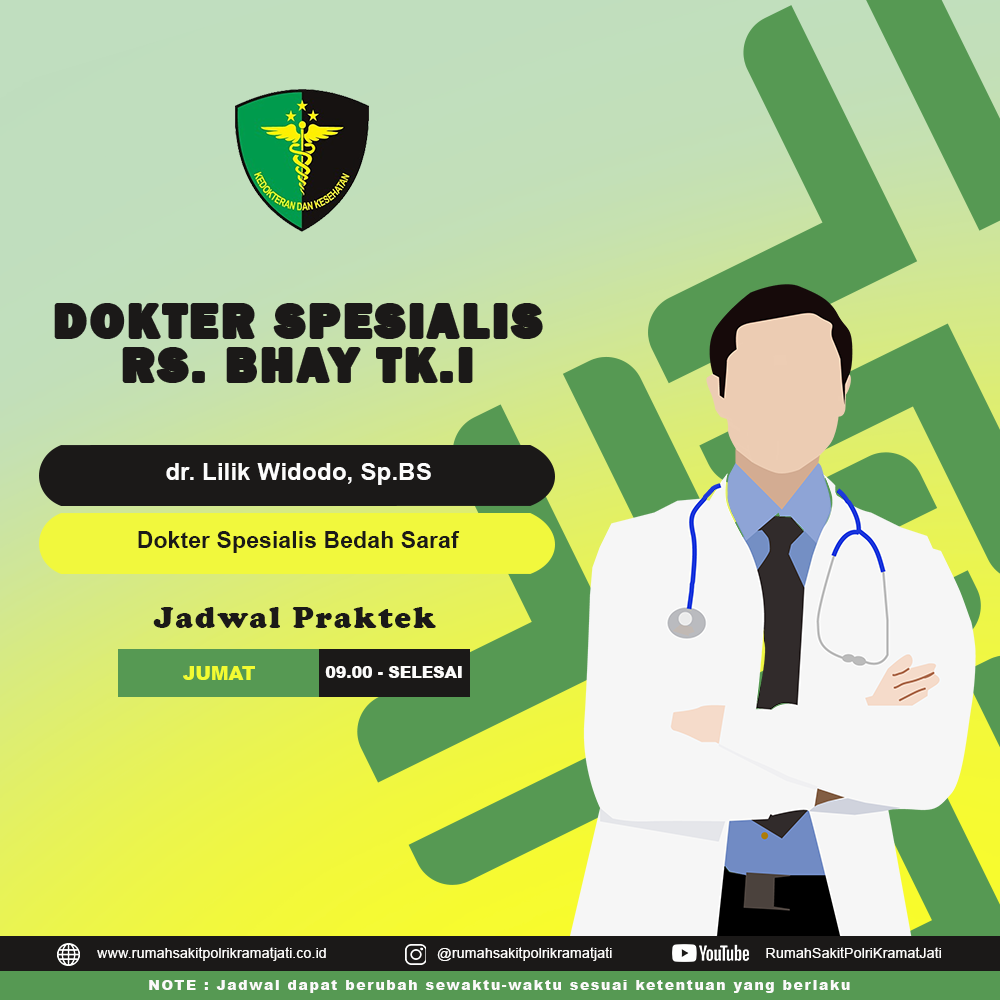 KEDOKTERAN DAN KESEHATAN
DOKTER SPESIALIS
RS. BHAY TK.I
dr. Lilik Widodo, Sp.BS
Dokter Spesialis Bedah Saraf
Jadwal Praktek
JUMAT 09.00 - SELESAI
www.rumahsakitpolrikramatjati.co.id @rumahsakitpolrikramatjati YouTube RumahSakitPolriKramatJati
NOTE : Jadwal dapat berubah sewaktu-waktu sesuai ketentuan yang berlaku